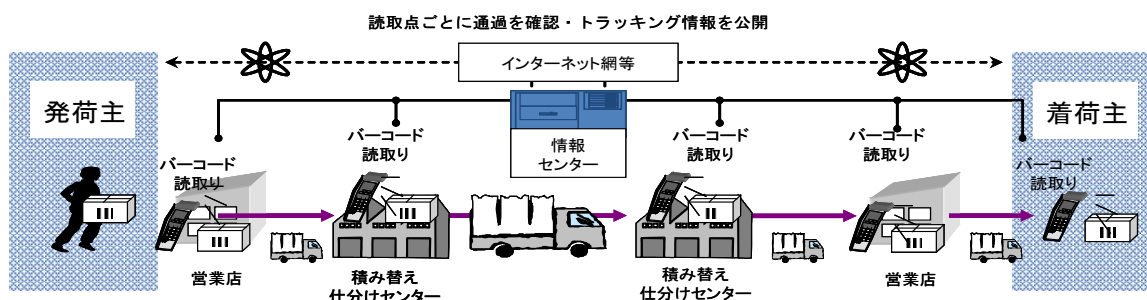 読取点ごとに通過を確認・トラッキング情報を公開
インターネット網等
発荷主
着荷主
情報
センター
バーコード
読取り
バーコード
読取り
バーコード
読取り
バーコード
読取り
バーコード
読取り
営業店
積み替え
仕分けセンター
積み替え
仕分けセンター
営業店